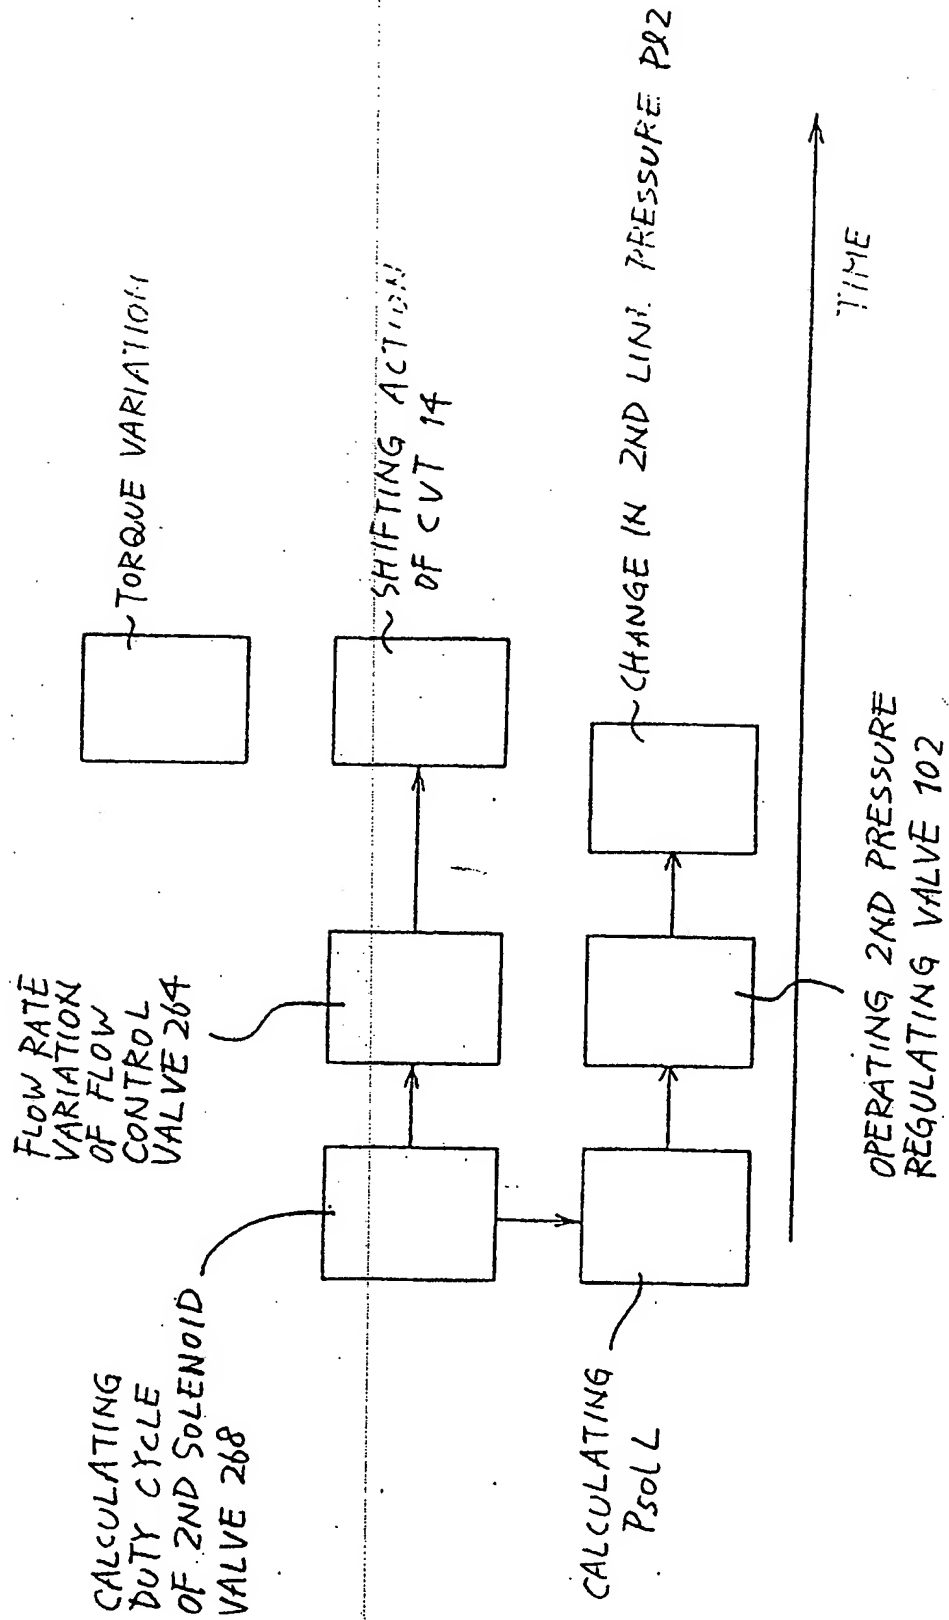 CALCULATING
DUTY CYCLE
OF 2ND SOLENOID
VALVE 268
FLOW RATE
VARIATION
OF FLOW
CONTROL
VALVE 264
TORQUE VARIATION
SHIFTING ACTION
OF CVT 14
CALCULATING
PsolL
CHANGE IN 2ND LINE PRESSURE Pl2
OPERATING 2ND PRESSURE
REGULATING VALVE 102
TIME